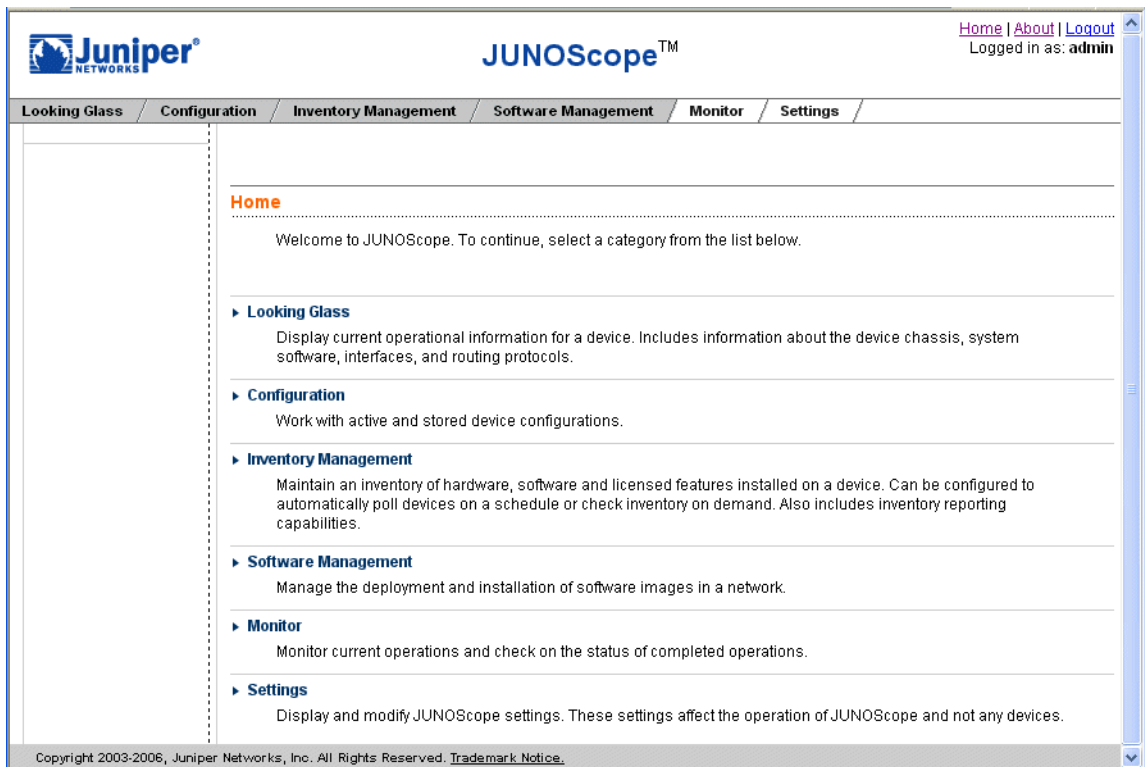 Juniper®
NETWORKS
JUNOScope™
Home | About | Logout
Logged in as: admin
Looking Glass / Configuration / Inventory Management / Software Management / Monitor / Settings /
Home
Welcome to JUNOScope. To continue, select a category from the list below.
Looking Glass
Display current operational information for a device. Includes information about the device chassis, system
software, interfaces, and routing protocols.
Configuration
Work with active and stored device configurations.
Inventory Management
Maintain an inventory of hardware, software and licensed features installed on a device. Can be configured to
automatically poll devices on a schedule or check inventory on demand. Also includes inventory reporting
capabilities.
Software Management
Manage the deployment and installation of software images in a network.
Monitor
Monitor current operations and check on the status of completed operations.
Settings
Display and modify JUNOScope settings. These settings affect the operation of JUNOScope and not any devices.
Copyright 2003-2006, Juniper Networks, Inc. All Rights Reserved. Trademark Notice.